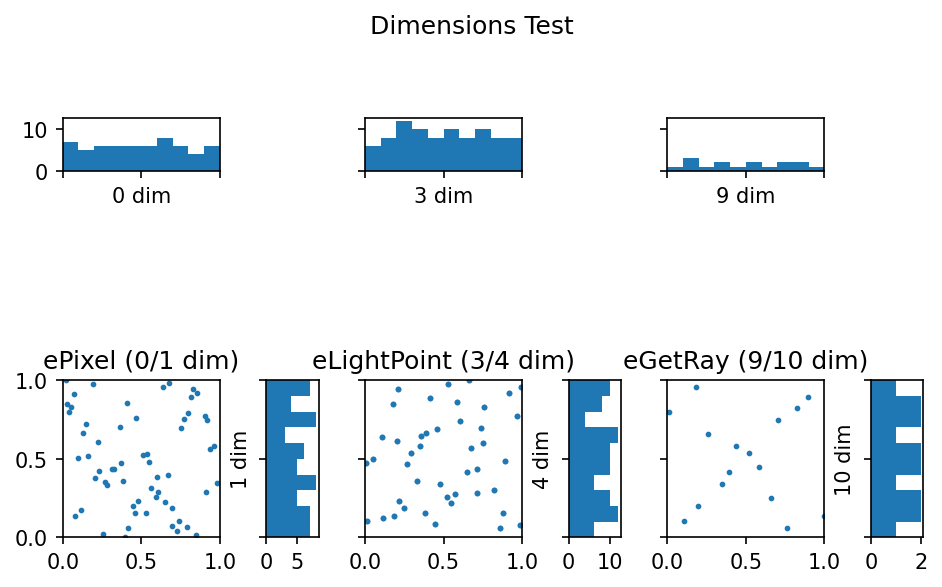 Dimensions Test
10
0
0 dim
3 dim
9 dim
ePixel (0/1 dim)
eLightPoint (3/4 dim)
eGetRay (9/10 dim)
1.0
0.5
0.0
0.0 0.5 1.0
1 dim
0 5
0.0 0.5 1.0
4 dim
0 10
0.0 0.5 1.0
10 dim
0 2